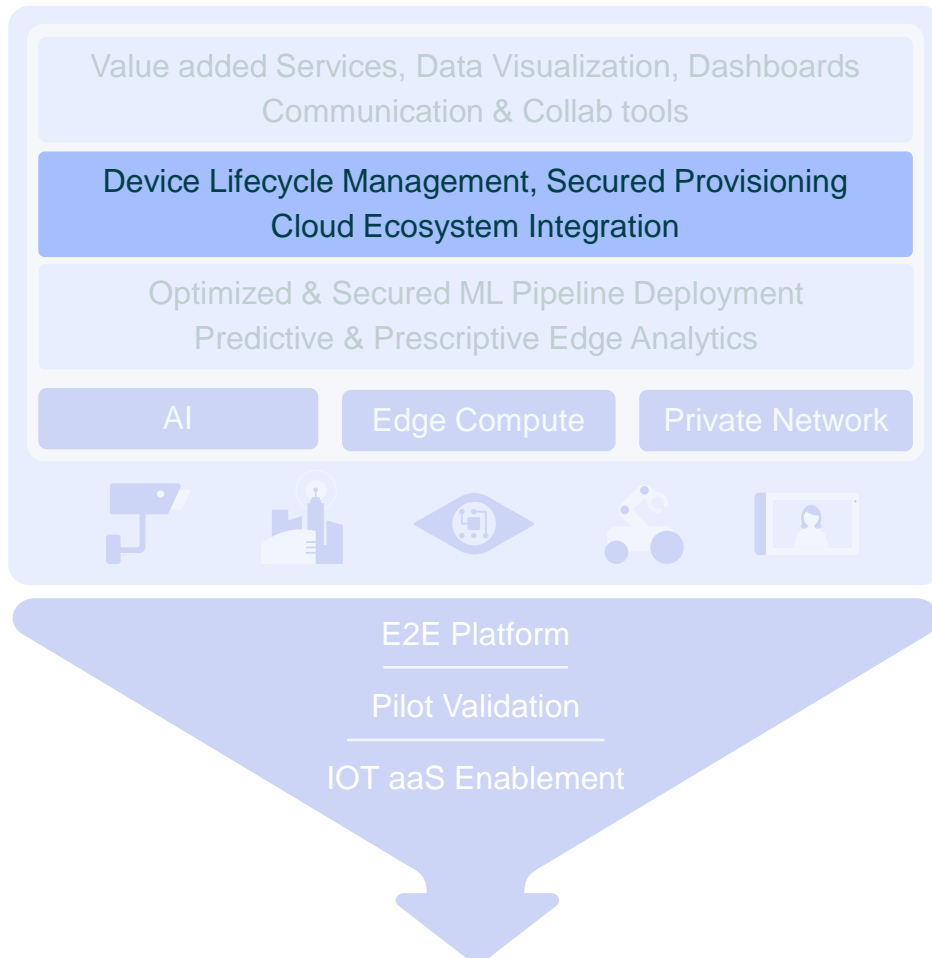 Value added Services, Data Visualization, Dashboards
Communication & Collab tools
Device Lifecycle Management, Secured Provisioning
Cloud Ecosystem Integration
Optimized & Secured ML Pipeline Deployment
Predictive & Prescriptive Edge Analytics
AI
Edge Compute
Private Network
E2E Platform
Pilot Validation
IOT aaS Enablement